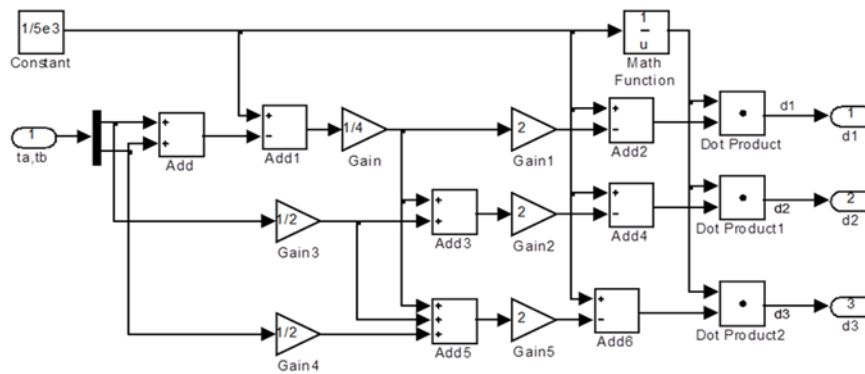 1/5e3
Constant
1
u
Math
Function
1
ta,tb
+
+
Add
+
−
Add1
1/4
Gain
2
Gain1
+
−
Add2
Dot Product
d1
1
d1
1/2
Gain3
+
+
Add3
2
Gain2
+
−
Add4
Dot Product1
d2
2
d2
1/2
Gain4
+
+
+
Add5
2
Gain5
+
−
Add6
Dot Product2
d3
3
d3